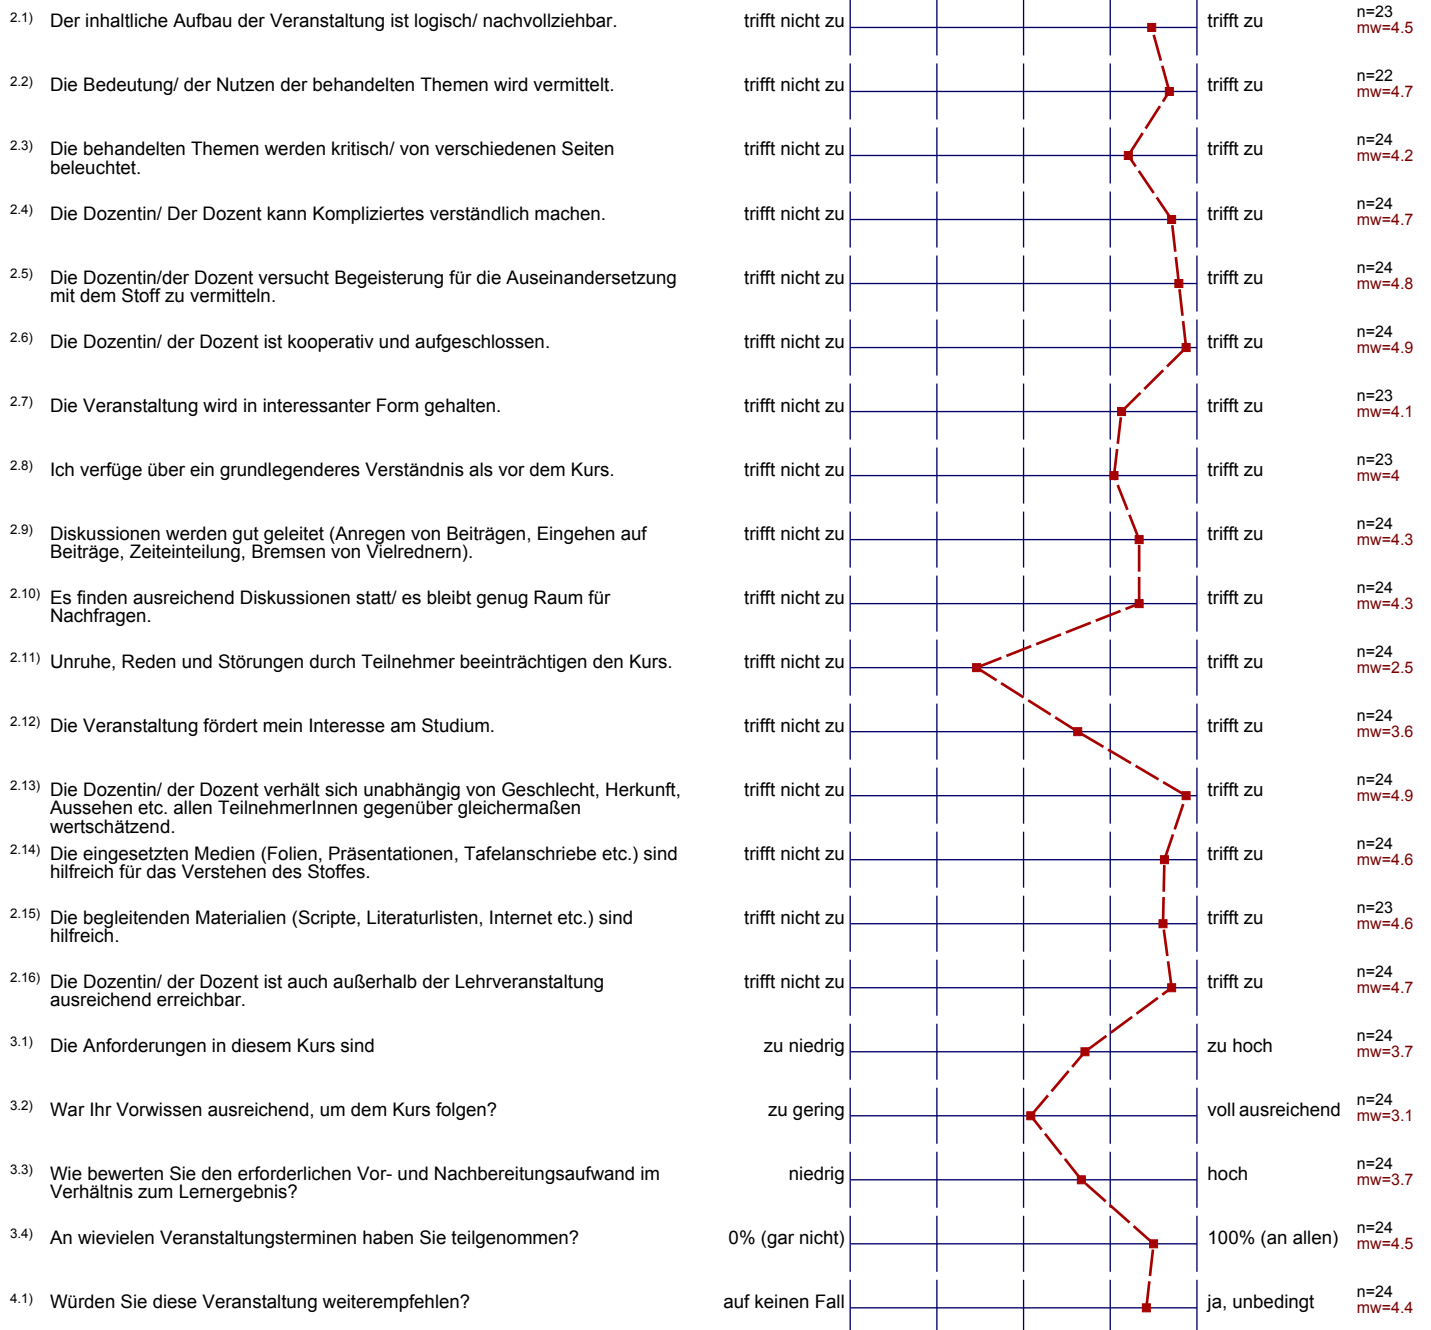 2.1) Der inhaltliche Aufbau der Veranstaltung ist logisch/ nachvollziehbar. trifft nicht zu trifft zu n=23
mw=4.5
2.2) Die Bedeutung/ der Nutzen der behandelten Themen wird vermittelt. trifft nicht zu trifft zu n=22
mw=4.7
2.3) Die behandelten Themen werden kritisch/ von verschiedenen Seiten trifft nicht zu trifft zu n=24
beleuchtet. mw=4.2
2.4) Die Dozentin/ Der Dozent kann Kompliziertes verständlich machen. trifft nicht zu trifft zu n=24
mw=4.7
2.5) Die Dozentin/der Dozent versucht Begeisterung für die Auseinandersetzung trifft nicht zu trifft zu n=24
mit dem Stoff zu vermitteln. mw=4.8
2.6) Die Dozentin/ der Dozent ist kooperativ und aufgeschlossen. trifft nicht zu trifft zu n=24
mw=4.9
2.7) Die Veranstaltung wird in interessanter Form gehalten. trifft nicht zu trifft zu n=23
mw=4.1
2.8) Ich verfüge über ein grundlegenderes Verständnis als vor dem Kurs. trifft nicht zu trifft zu n=23
mw=4
2.9) Diskussionen werden gut geleitet (Anregen von Beiträgen, Eingehen auf trifft nicht zu trifft zu n=24
Beiträge, Zeiteinteilung, Bremsen von Vielrednern). mw=4.3
2.10) Es finden ausreichend Diskussionen statt/ es bleibt genug Raum für trifft nicht zu trifft zu n=24
Nachfragen. mw=4.3
2.11) Unruhe, Reden und Störungen durch Teilnehmer beeinträchtigen den Kurs. trifft nicht zu trifft zu n=24
mw=2.5
2.12) Die Veranstaltung fördert mein Interesse am Studium. trifft nicht zu trifft zu n=24
mw=3.6
2.13) Die Dozentin/ der Dozent verhält sich unabhängig von Geschlecht, Herkunft, trifft nicht zu trifft zu n=24
Aussehen etc. allen TeilnehmerInnen gegenüber gleichermaßen mw=4.9
wertschätzend.
2.14) Die eingesetzten Medien (Folien, Präsentationen, Tafelanschriebe etc.) sind trifft nicht zu trifft zu n=24
hilfreich für das Verstehen des Stoffes. mw=4.6
2.15) Die begleitenden Materialien (Scripte, Literaturlisten, Internet etc.) sind trifft nicht zu trifft zu n=23
hilfreich. mw=4.6
2.16) Die Dozentin/ der Dozent ist auch außerhalb der Lehrveranstaltung trifft nicht zu trifft zu n=24
ausreichend erreichbar. mw=4.7
3.1) Die Anforderungen in diesem Kurs sind zu niedrig zu hoch n=24
mw=3.7
3.2) War Ihr Vorwissen ausreichend, um dem Kurs folgen? zu gering voll ausreichend n=24
mw=3.1
3.3) Wie bewerten Sie den erforderlichen Vor- und Nachbereitungsaufwand im niedrig hoch n=24
Verhältnis zum Lernergebnis? mw=3.7
3.4) An wievielen Veranstaltungsterminen haben Sie teilgenommen? 0% (gar nicht) 100% (an allen) n=24
mw=4.5
4.1) Würden Sie diese Veranstaltung weiterempfehlen? auf keinen Fall ja, unbedingt n=24
mw=4.4